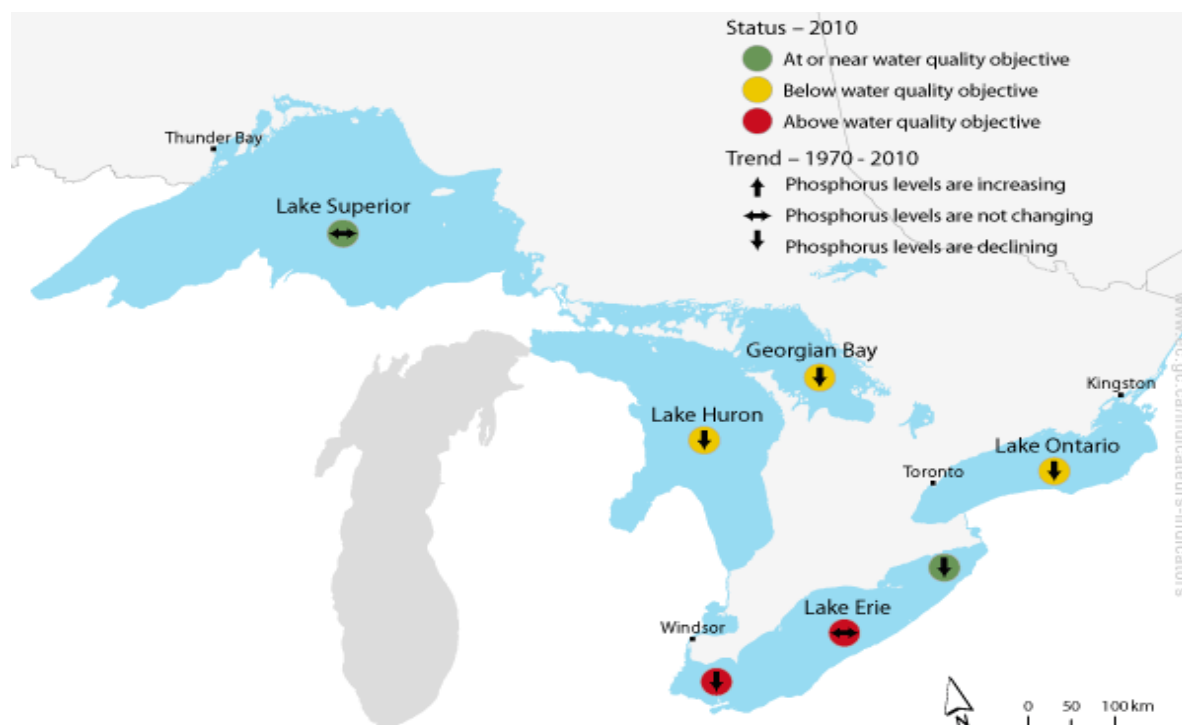 Status – 2010
At or near water quality objective
Below water quality objective
Above water quality objective
Trend – 1970 - 2010
Phosphorus levels are increasing
Phosphorus levels are not changing
Phosphorus levels are declining
Thunder Bay
Lake Superior
Georgian Bay
Kingston
Lake Huron
Lake Ontario
Toronto
Lake Erie
Windsor
N
0 50 100 km